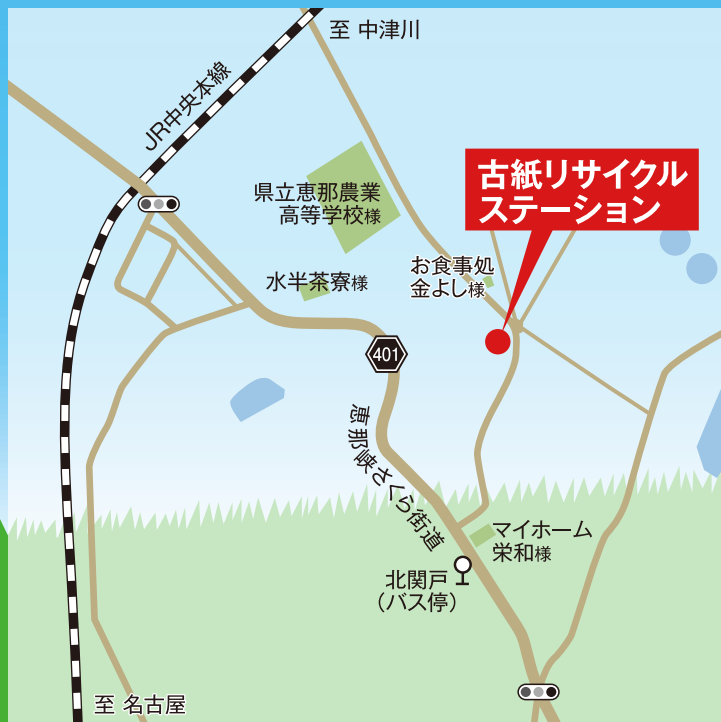 至 中津川
JR中央本線
古紙リサイクル
ステーション
県立恵那農業
高等学校様
お食事処
金よし様
水半茶寮様
401
恵那峡さくら街道
マイホーム
栄和様
北関戸
（バス停）
至 名古屋